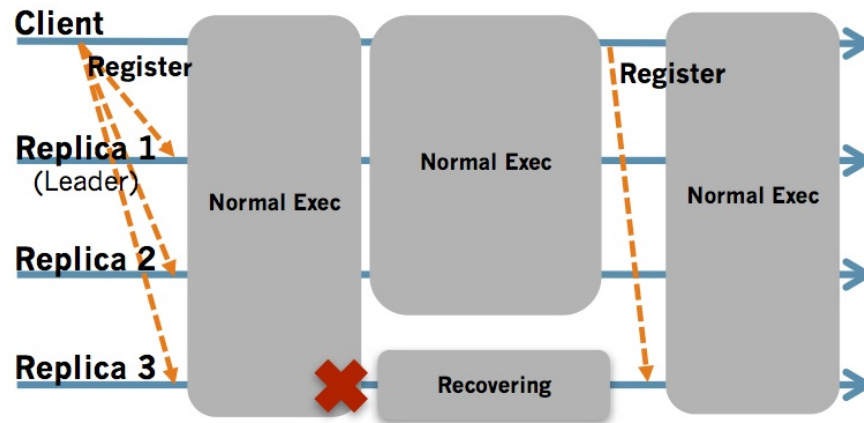 Client
Register
Register
Replica 1
(Leader)
Normal Exec
Normal Exec
Normal Exec
Replica 2
Replica 3
Recovering